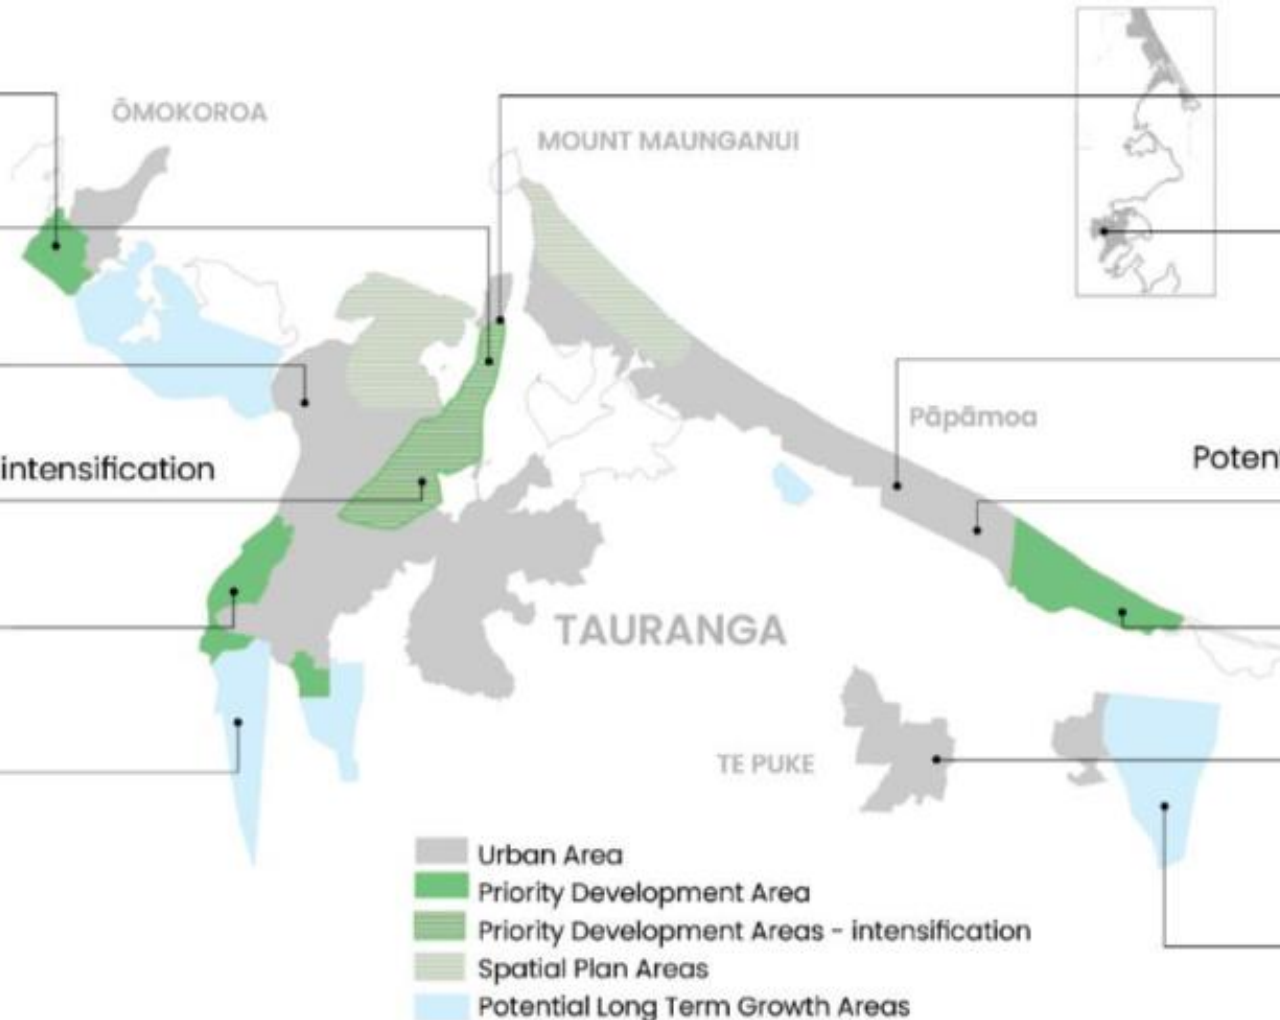 ŌMOKOROA
MOUNT MAUNGANUI
Pāpāmoa
Poten
intensification
TAURANGA
TE PUKE
Urban Area
Priority Development Area
Priority Development Areas - intensification
Spatial Plan Areas
Potential Long Term Growth Areas